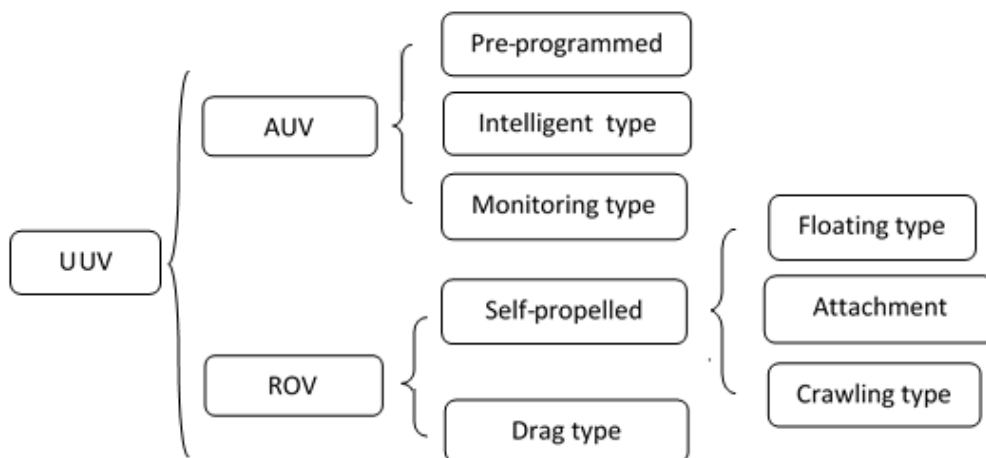 UUV
AUV
Pre-programmed
Intelligent type
Monitoring type
ROV
Self-propelled
Floating type
Attachment
Crawling type
Drag type